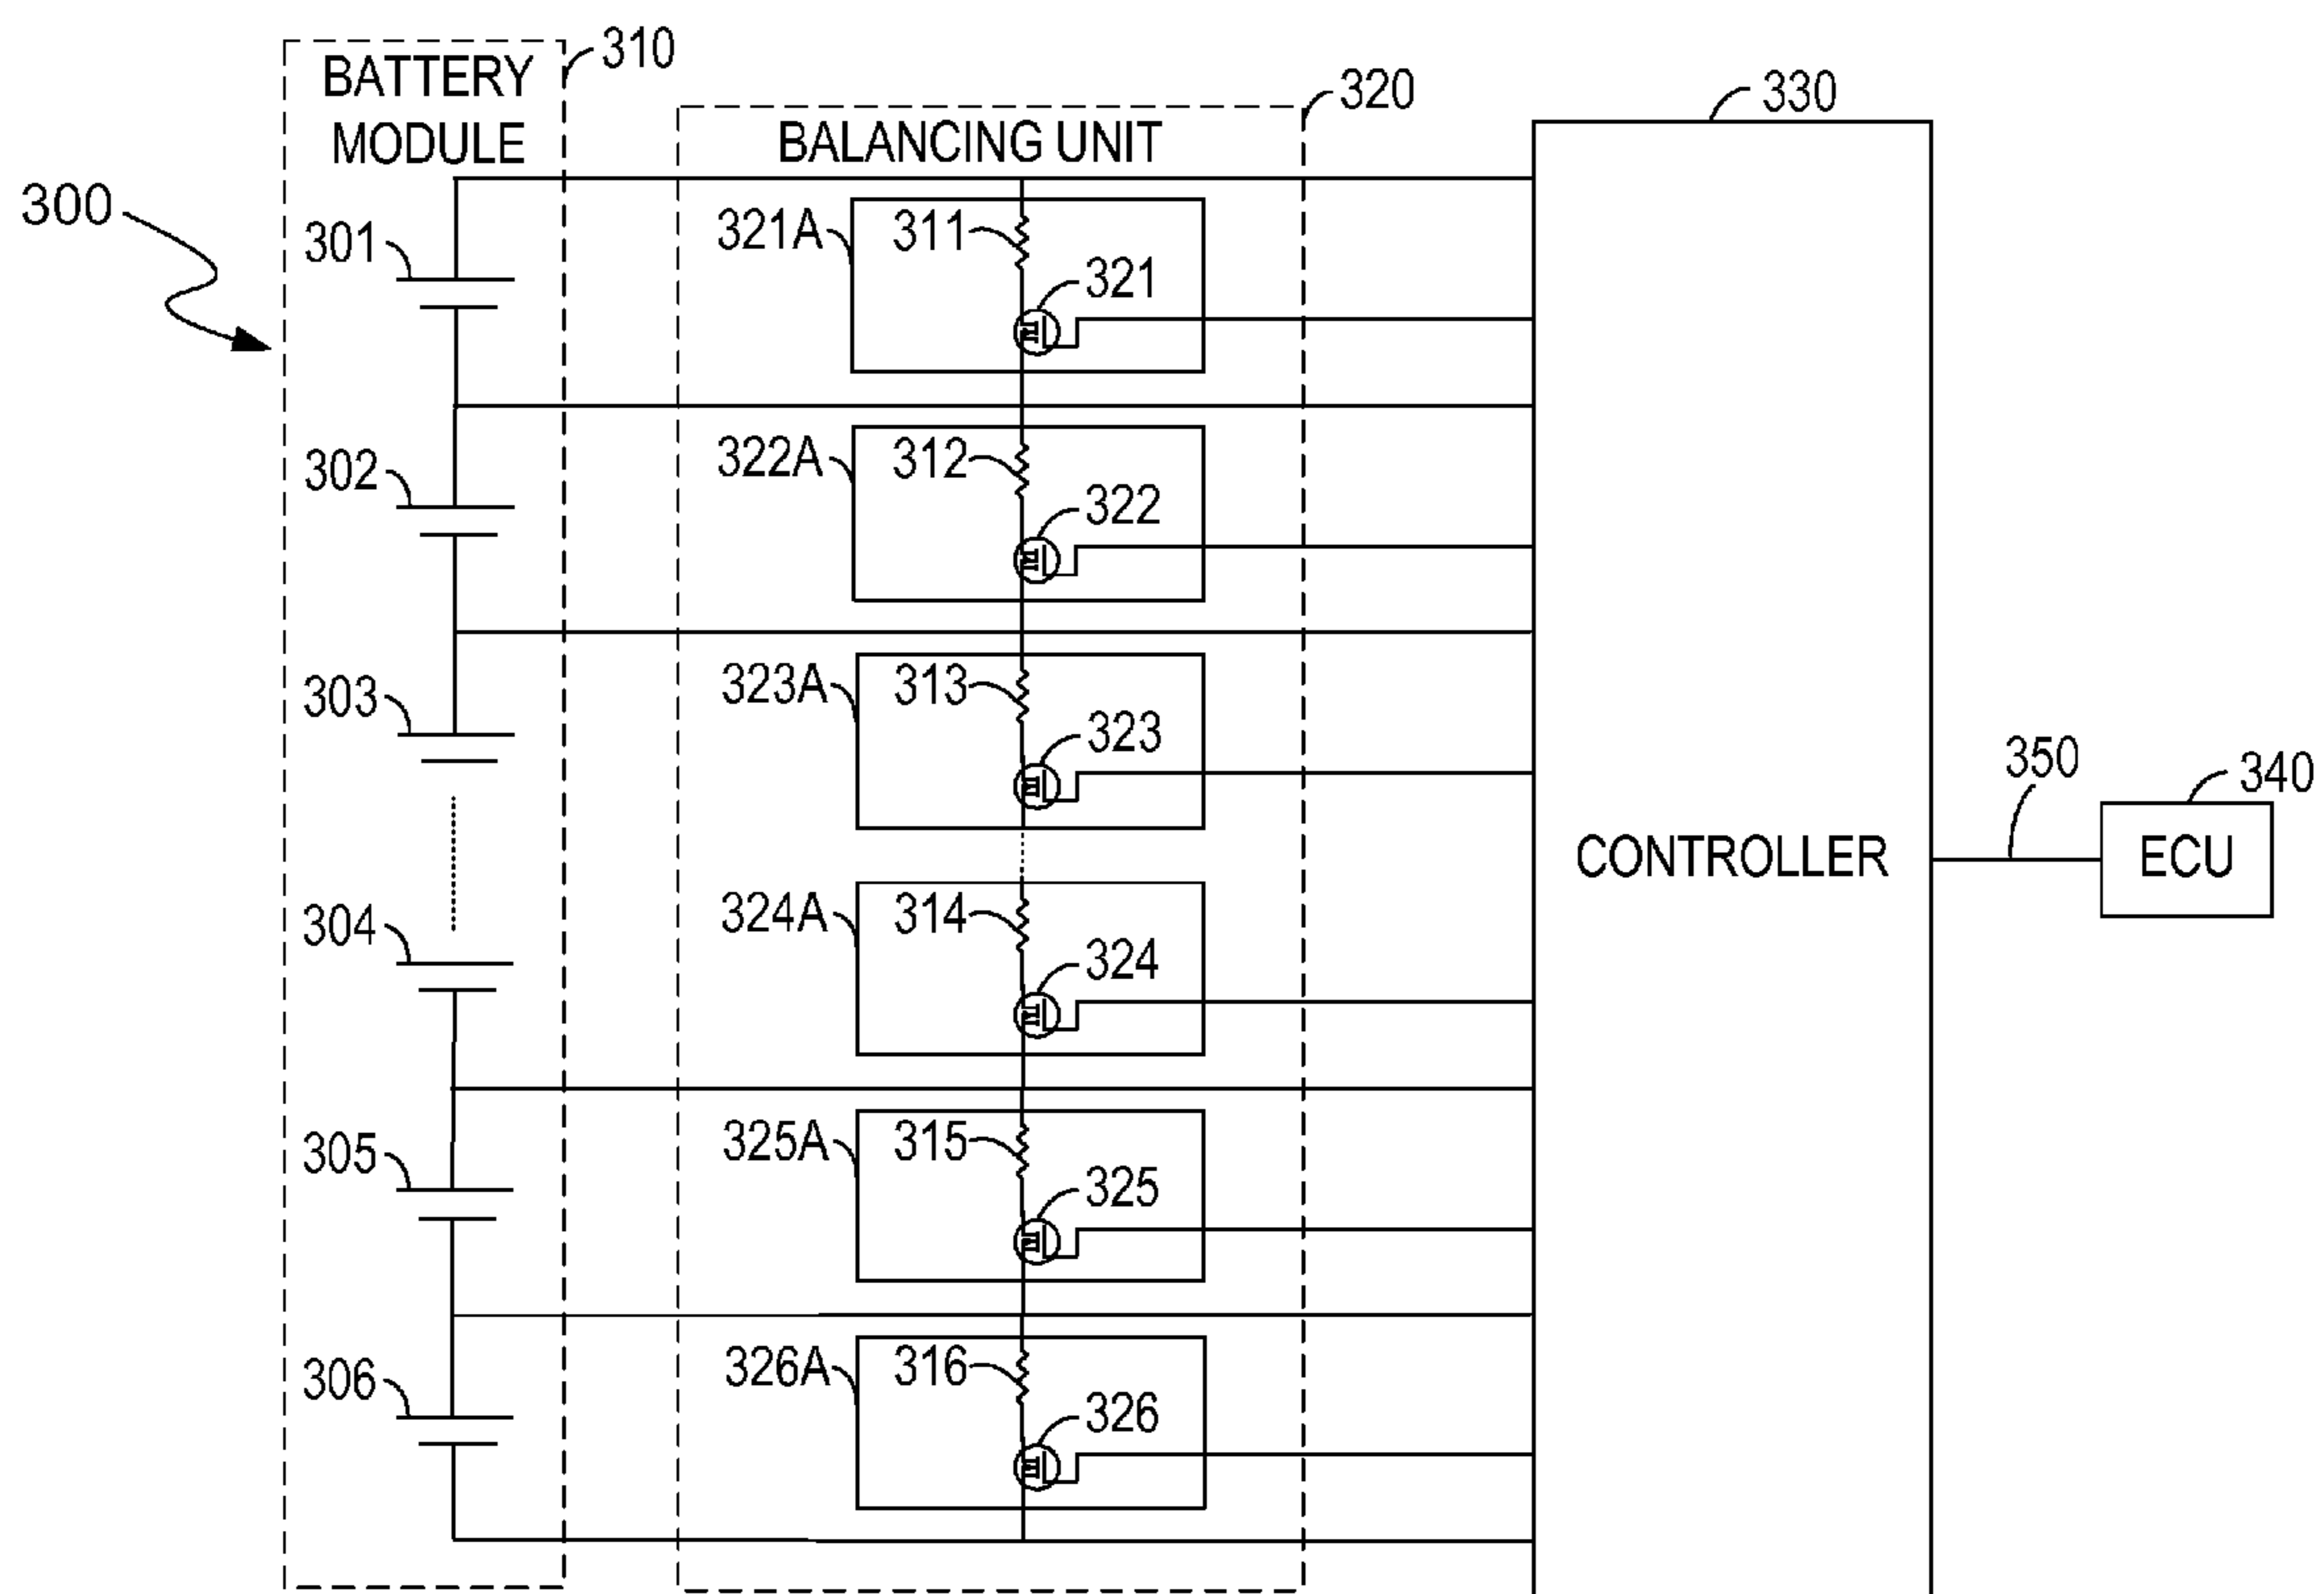 BATTERY
MODULE
310
320
330
BALANCING UNIT
300
301
321A
311
321
302
322A
312
322
303
323A
313
323
350
340
CONTROLLER
ECU
304
324A
314
324
305
325A
315
325
306
326A
316
326